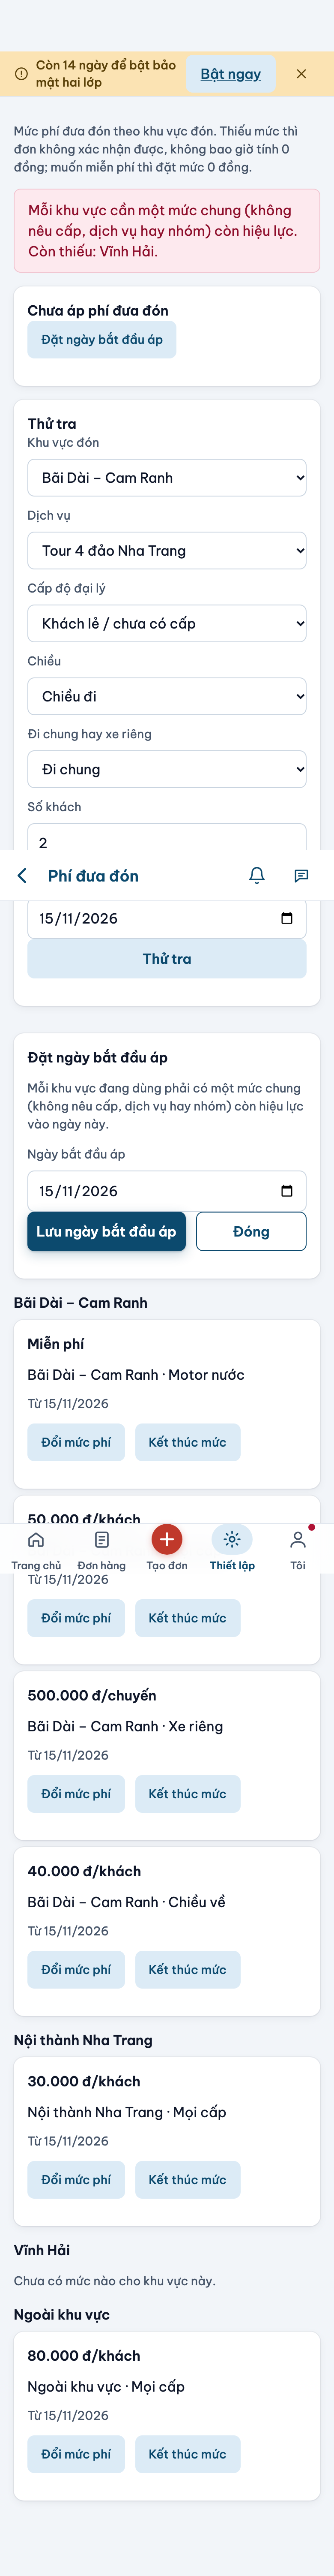 Còn 14 ngày để bật bảo
mật hai lớp
Bật ngay
Mức phí đưa đón theo khu vực đón. Thiếu mức thì
đơn không xác nhận được, không bao giờ tính 0
đồng; muốn miễn phí thì đặt mức 0 đồng.
Mỗi khu vực cần một mức chung (không
nêu cấp, dịch vụ hay nhóm) còn hiệu lực.
Còn thiếu: Vĩnh Hải.
Chưa áp phí đưa đón
Đặt ngày bắt đầu áp
Thử tra
Khu vực đón
Bãi Dài – Cam Ranh
Dịch vụ
Tour 4 đảo Nha Trang
Cấp độ đại lý
Khách lẻ / chưa có cấp
Chiều
Chiều đi
Đi chung hay xe riêng
Đi chung
Số khách
2
Phí đưa đón
15/11/2026
Thử tra
Đặt ngày bắt đầu áp
Mỗi khu vực đang dùng phải có một mức chung
(không nêu cấp, dịch vụ hay nhóm) còn hiệu lực
vào ngày này.
Ngày bắt đầu áp
15/11/2026
Lưu ngày bắt đầu áp
Đóng
Bãi Dài – Cam Ranh
Miễn phí
Bãi Dài – Cam Ranh · Motor nước
Từ 15/11/2026
Đổi mức phí
Kết thúc mức
50.000 đ/khách
Trang chủ
Đơn hàng
Tạo đơn
Thiết lập
Tôi
Từ 15/11/2026
Đổi mức phí
Kết thúc mức
500.000 đ/chuyến
Bãi Dài – Cam Ranh · Xe riêng
Từ 15/11/2026
Đổi mức phí
Kết thúc mức
40.000 đ/khách
Bãi Dài – Cam Ranh · Chiều về
Từ 15/11/2026
Đổi mức phí
Kết thúc mức
Nội thành Nha Trang
30.000 đ/khách
Nội thành Nha Trang · Mọi cấp
Từ 15/11/2026
Đổi mức phí
Kết thúc mức
Vĩnh Hải
Chưa có mức nào cho khu vực này.
Ngoài khu vực
80.000 đ/khách
Ngoài khu vực · Mọi cấp
Từ 15/11/2026
Đổi mức phí
Kết thúc mức